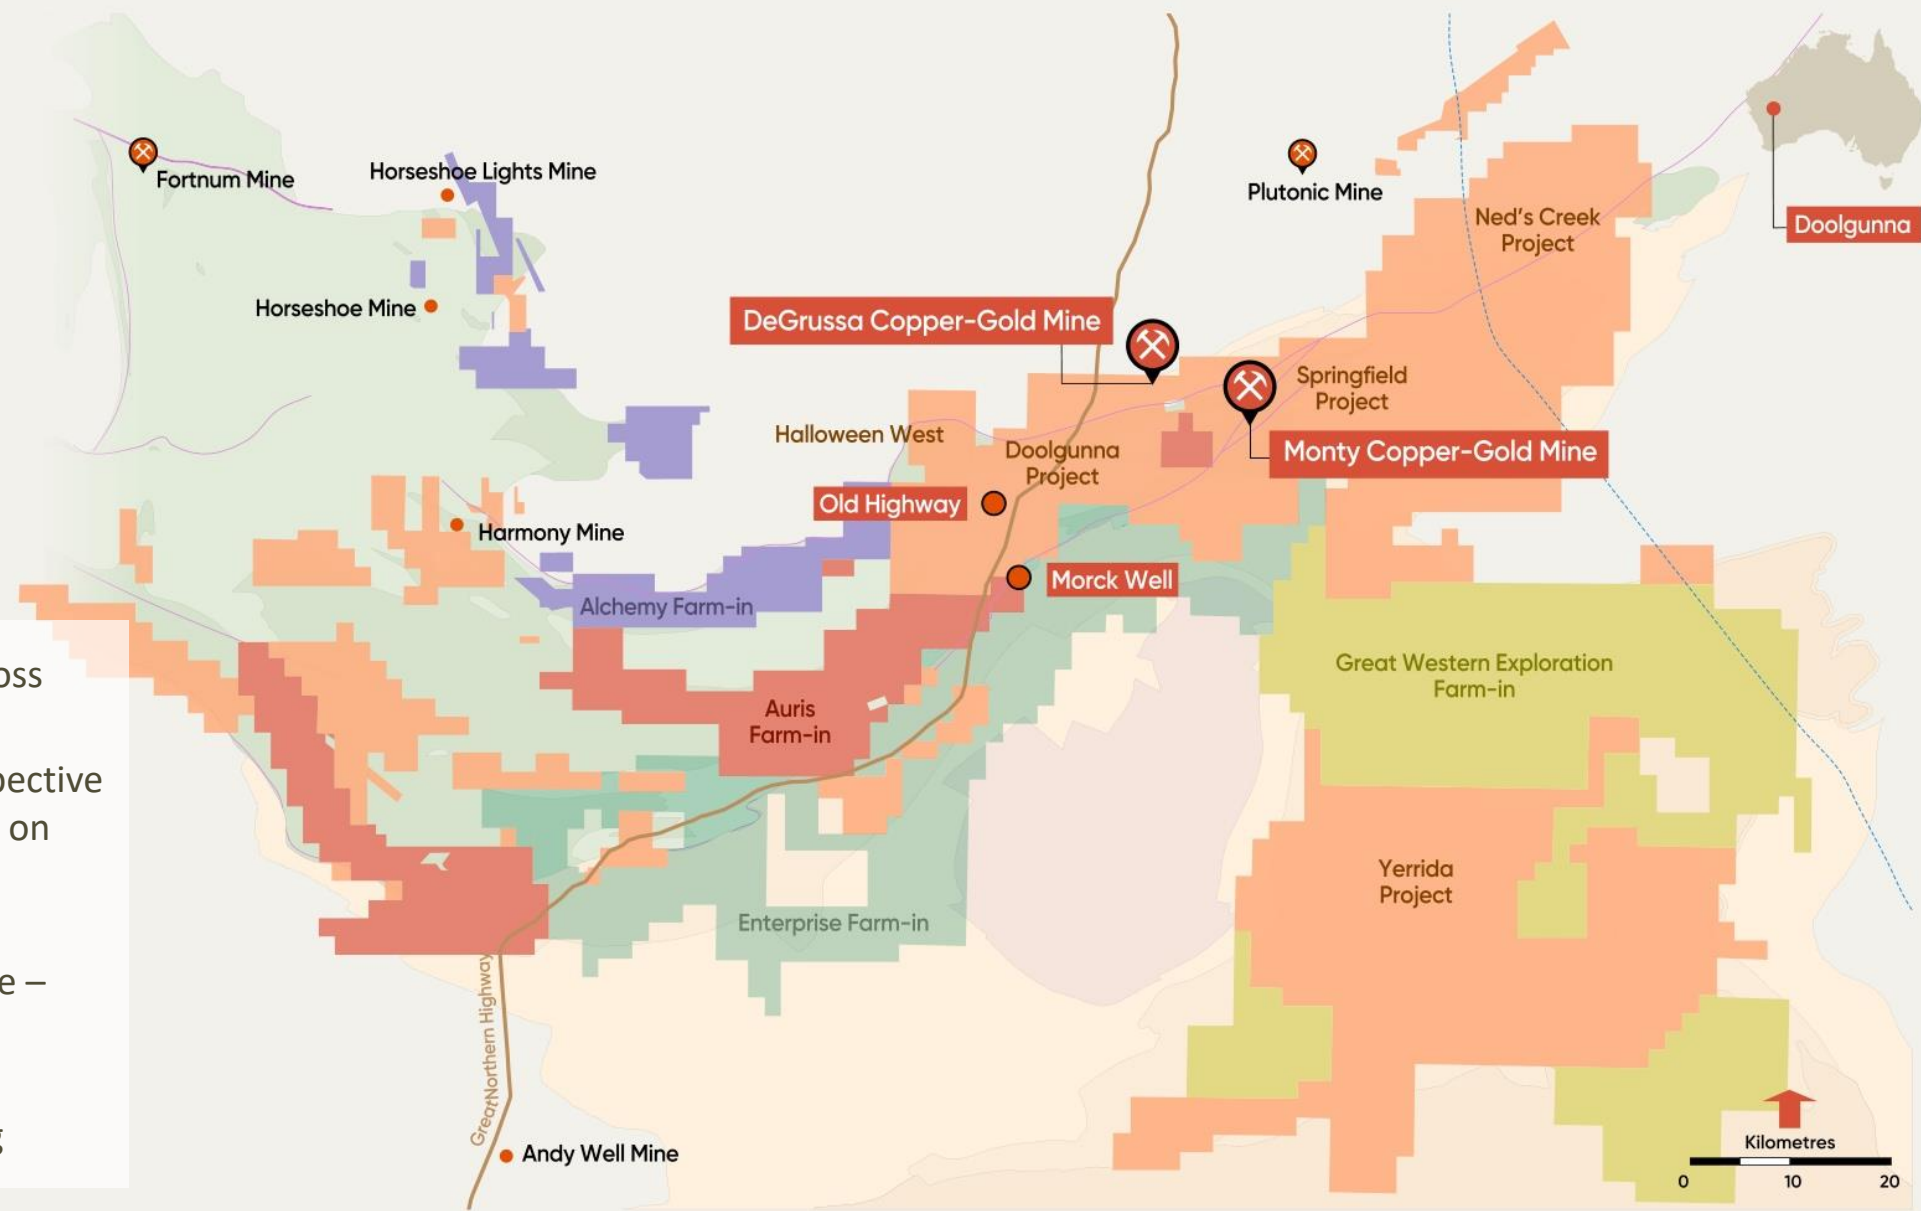 Fortnum Mine
Horseshoe Lights Mine
Plutonic Mine
Ned's Creek
Project
Doolgunna
Horseshoe Mine
DeGrussa Copper-Gold Mine
Springfield
Project
Halloween West
Doolgunna
Project
Monty Copper-Gold Mine
Old Highway
Harmony Mine
Morck Well
Alchemy Farm-in
Great Western Exploration
Farm-in
Auris
Farm-in
Yerrida
Project
Enterprise Farm-in
Great Northern Highway
Andy Well Mine
Kilometres
0 10 20
on
e –